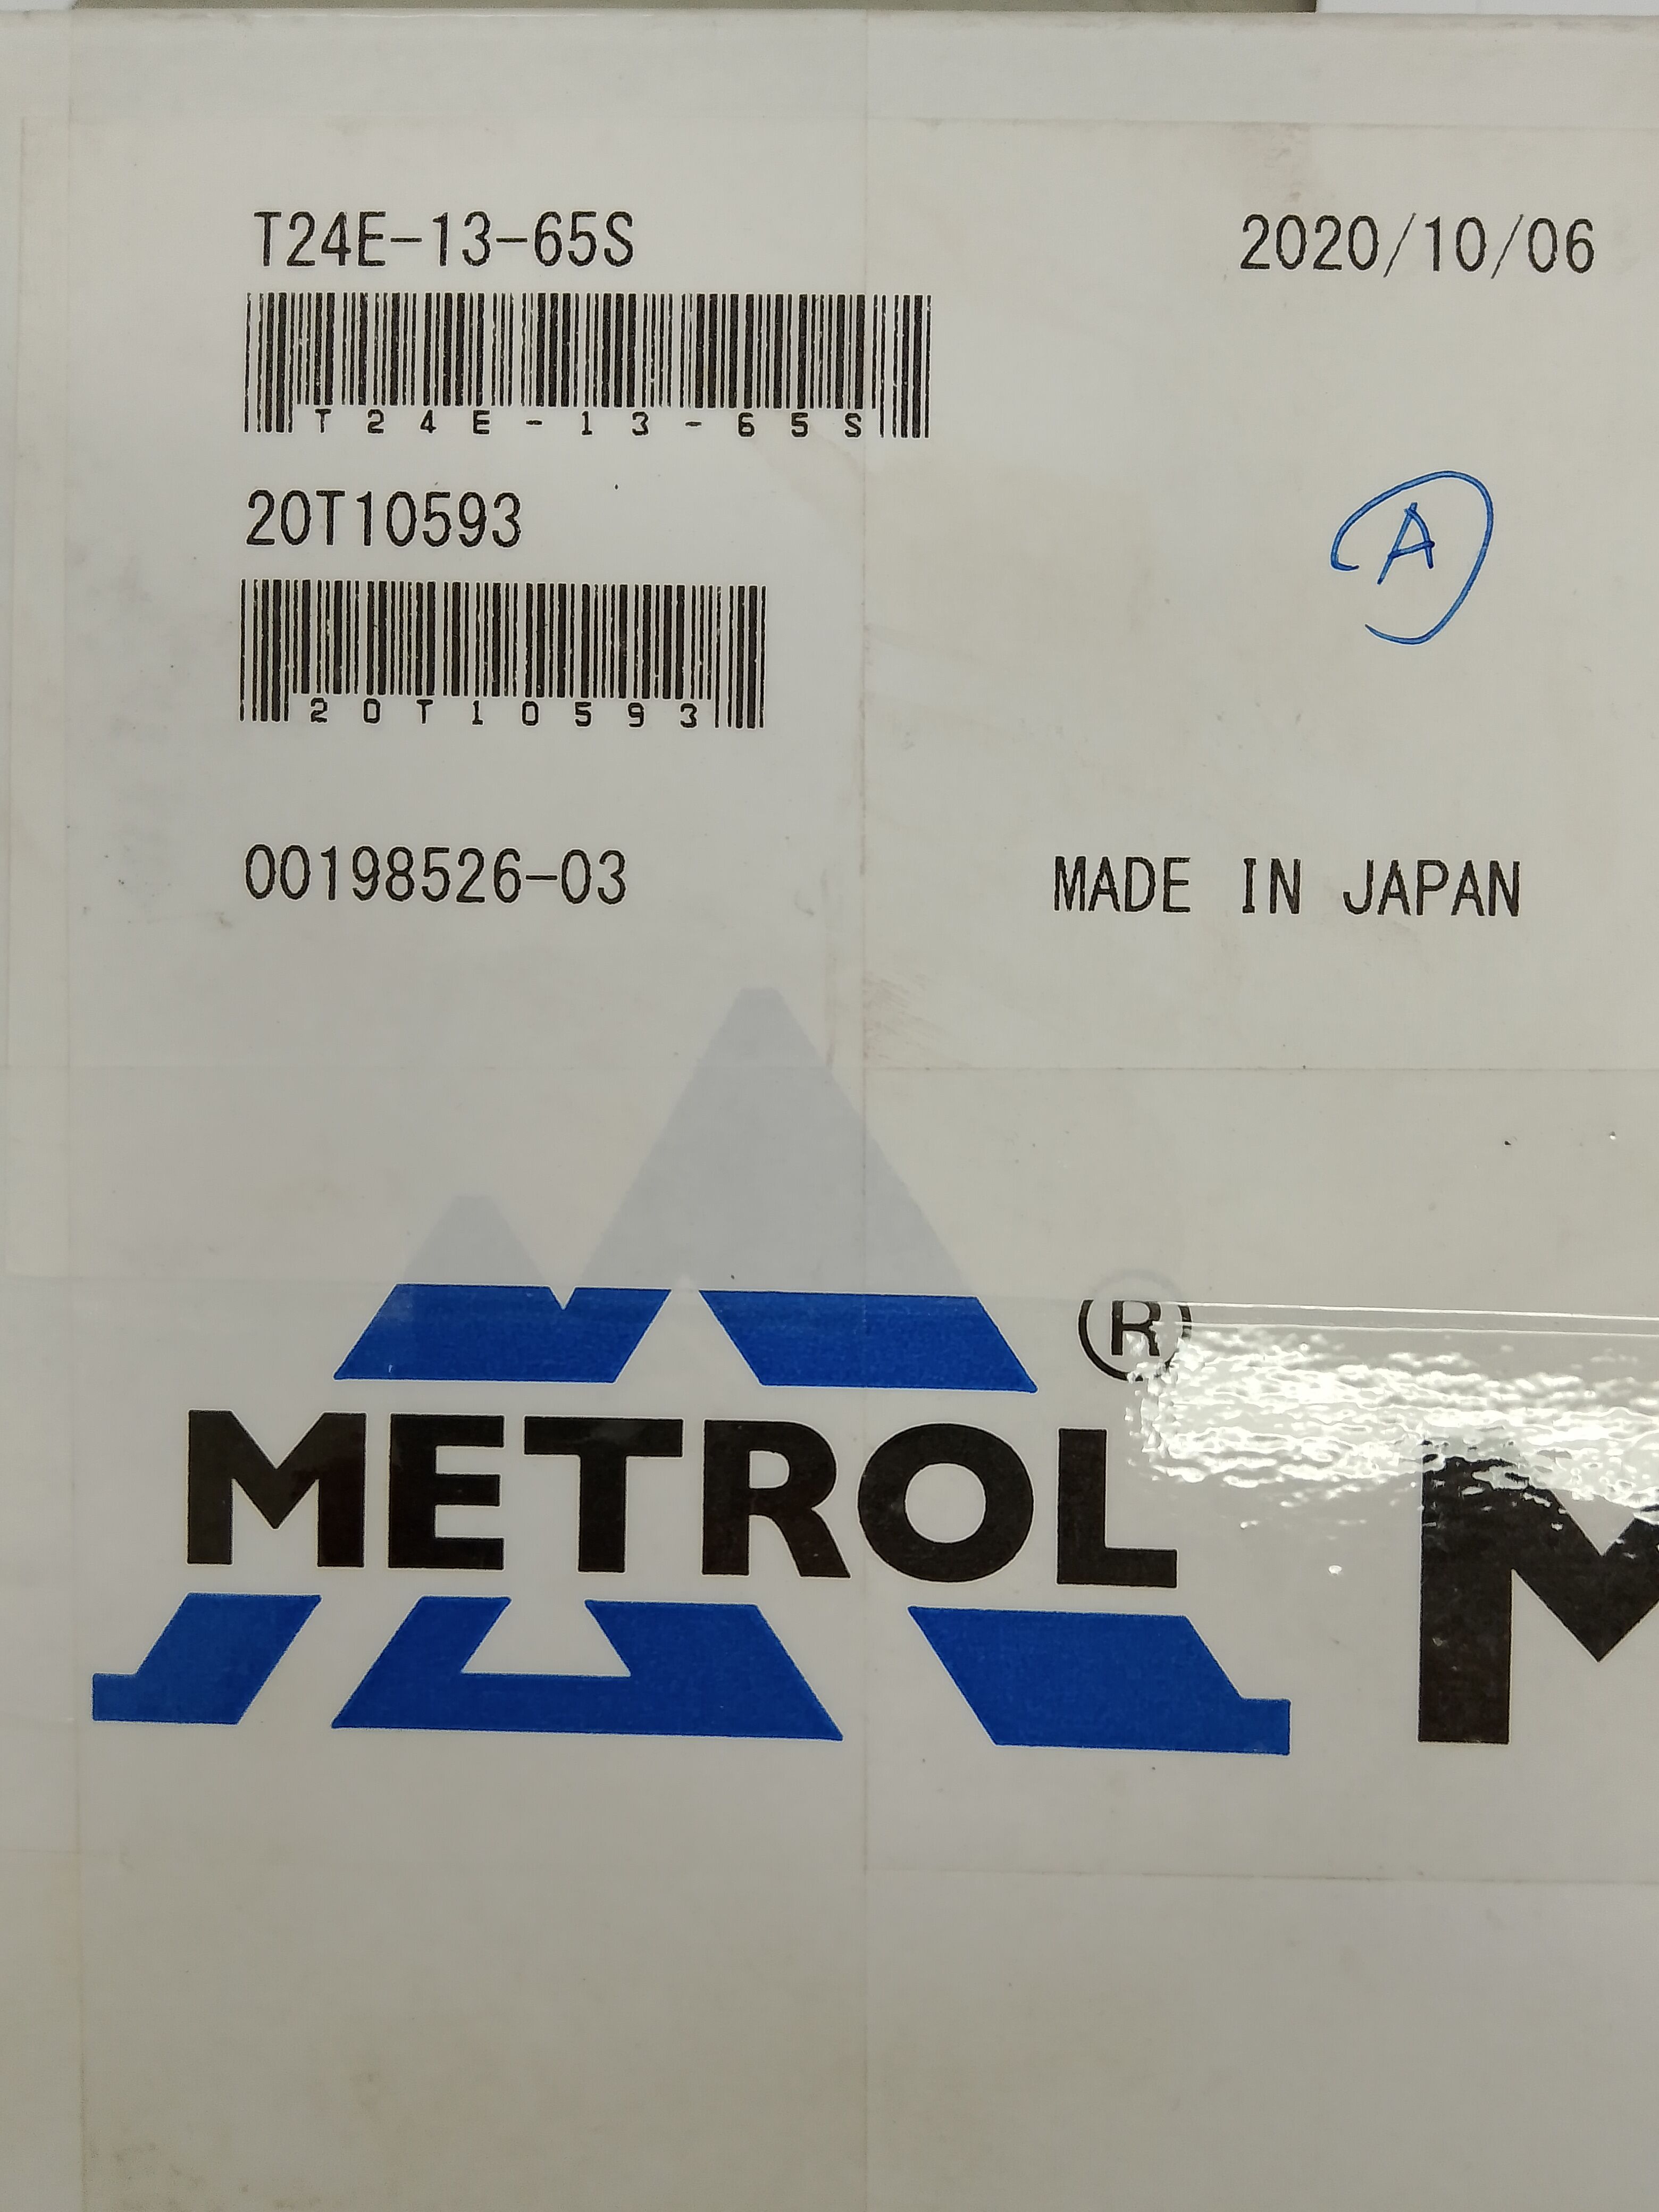 T24E-13-65S
2020/10/06
T24E-13-65S
20T10593
A
20T10593
00198526-03
MADE IN JAPAN
®
METROL
M